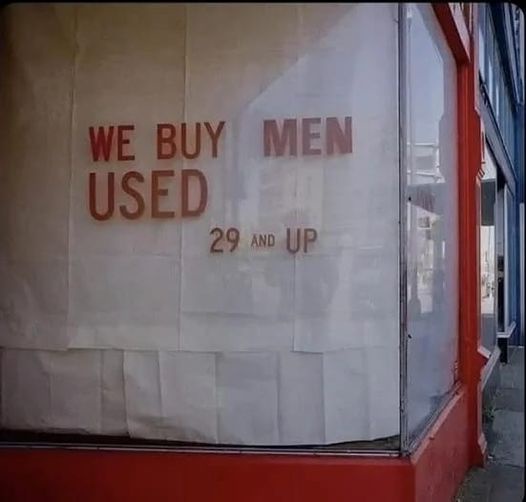 WE BUY MEN
USED
29 AND UP